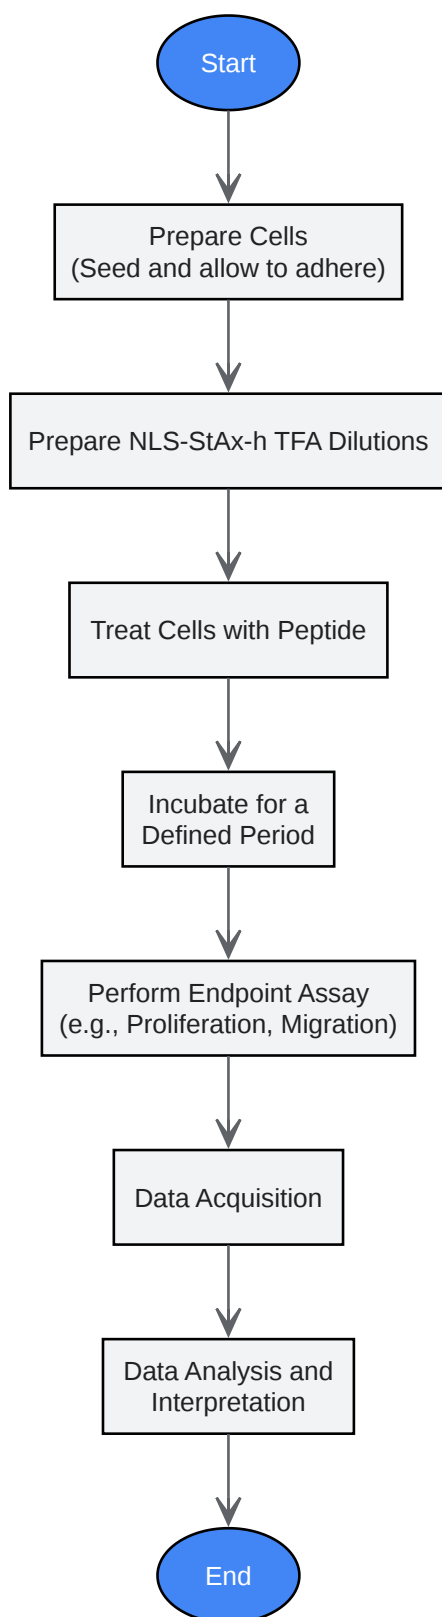 Start
Prepare Cells
(Seed and allow to adhere)
Prepare NLS-StAx-h TFA Dilutions
Treat Cells with Peptide
Incubate for a
Defined Period
Perform Endpoint Assay
(e.g., Proliferation, Migration)
Data Acquisition
Data Analysis and
Interpretation
End